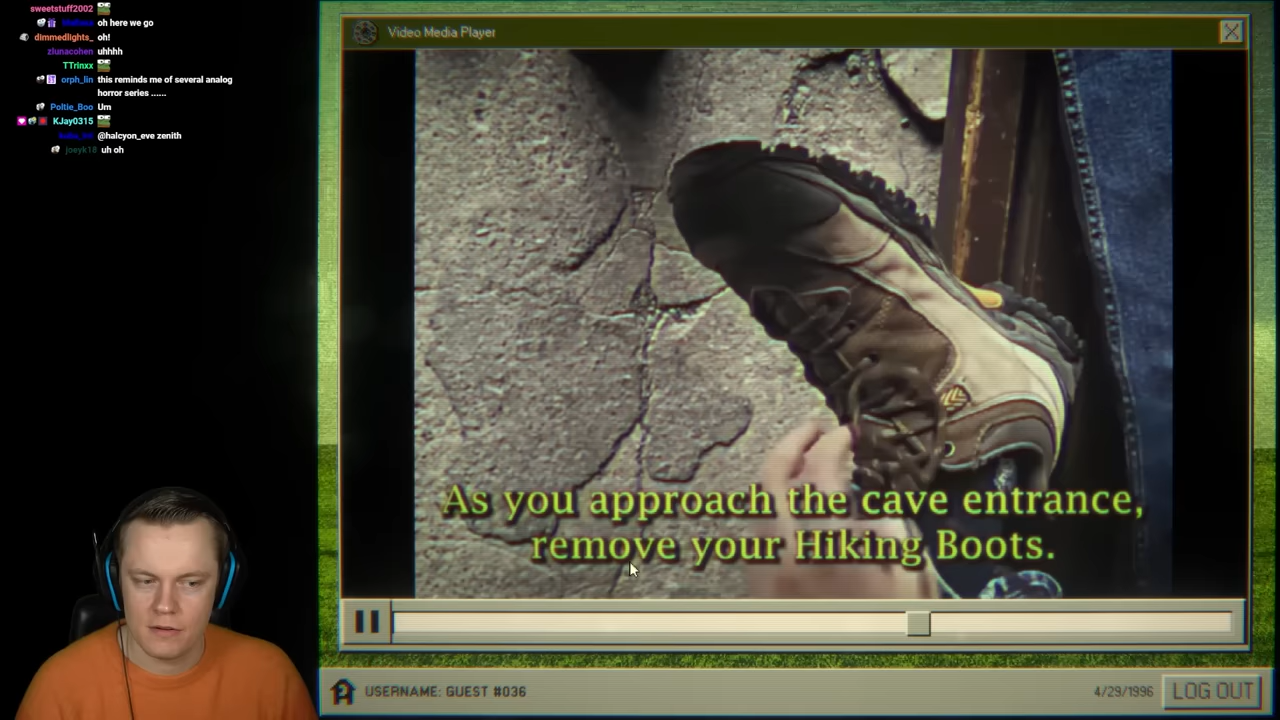 sweetstuff2002
oh here we go
dimmedlights_ oh!
zlunacohen uhhhh
TTrinxx
orph_lin this reminds me of several analog
horror series ......
Poltie_Boo Um
KJay0315
@halcyon_eve zenith
joeyk18 uh oh
Video Media Player
As you approach the cave entrance,
remove your Hiking Boots.
USERNAME: GUEST #036
4/29/1996
LOG OUT